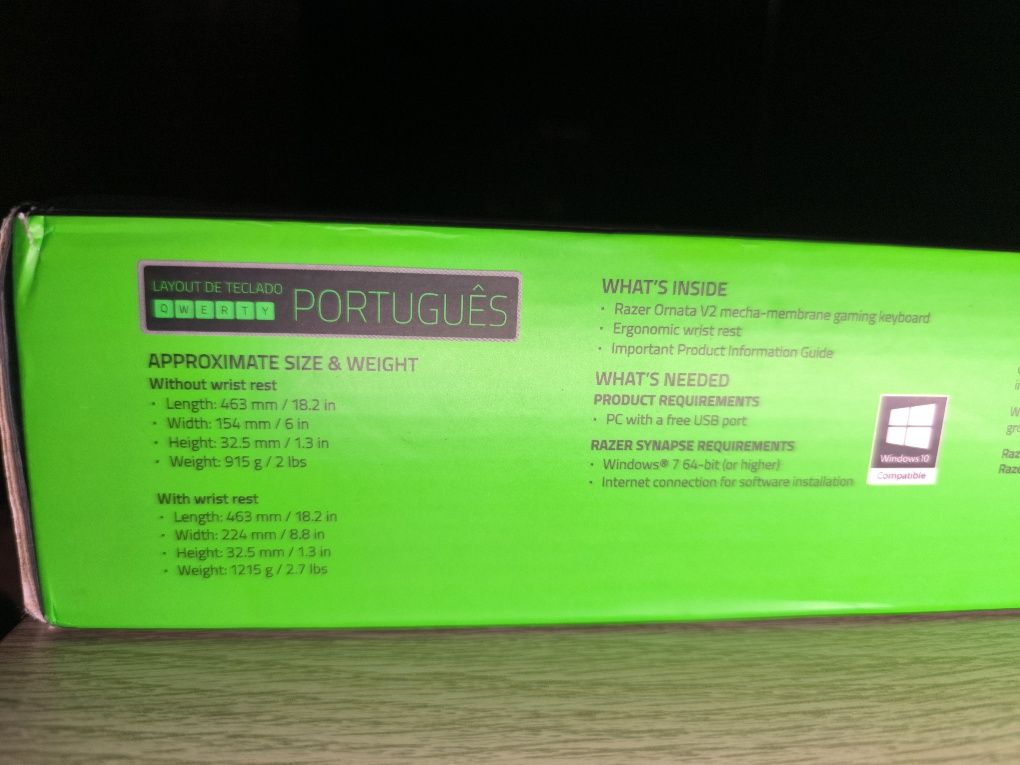 LAYOUT DE TECLADO
QWERTY
PORTUGUÊS
APPROXIMATE SIZE & WEIGHT
Without wrist rest
· Length: 463 mm / 18.2 in
· Width: 154 mm / 6 in
· Height: 32.5 mm / 1.3 in
· Weight: 915 g / 2 lbs
With wrist rest
· Length: 463 mm / 18.2 in
· Width: 224 mm / 8.8 in
· Height: 32.5 mm / 1.3 in
· Weight: 1215 g / 2.7 lbs
WHAT'S INSIDE
· Razer Ornata V2 mecha-membrane gaming keyboard
· Ergonomic wrist rest
· Important Product Information Guide
WHAT'S NEEDED
PRODUCT REQUIREMENTS
· PC with a free USB port
RAZER SYNAPSE REQUIREMENTS
· Windows® 7 64-bit (or higher)
· Internet connection for software installation
Windows 10
Compatible